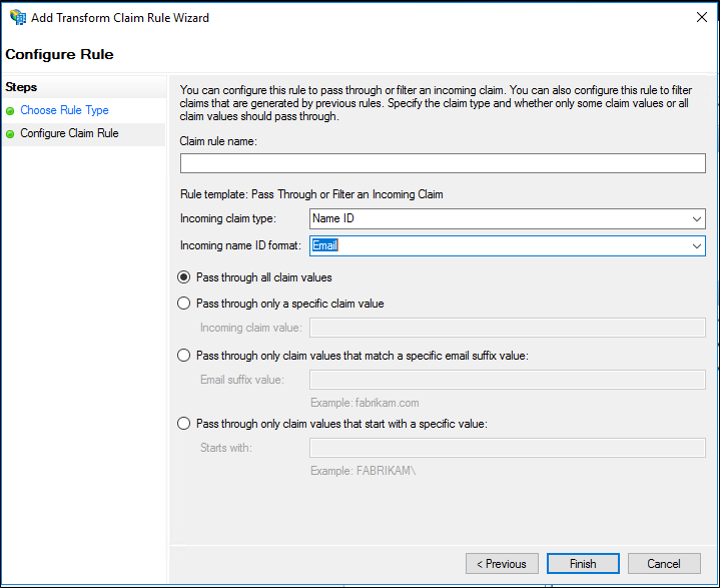 Add Transform Claim Rule Wizard
Configure Rule
Steps
Choose Rule Type
Configure Claim Rule
You can configure this rule to pass through or filter an incoming claim. You can also configure this rule to filter
claims that are generated by previous rules. Specify the claim type and whether only some claim values or all
claim values should pass through.
Claim rule name:
Rule template: Pass Through or Filter an Incoming Claim
Incoming claim type: Name ID
Incoming name ID format: Email
Pass through all claim values
Pass through only a specific claim value
Incoming claim value:
Pass through only claim values that match a specific email suffix value:
Email suffix value:
Example: fabrikam.com
Pass through only claim values that start with a specific value:
Starts with:
Example: FABRIKAM\
< Previous Finish Cancel